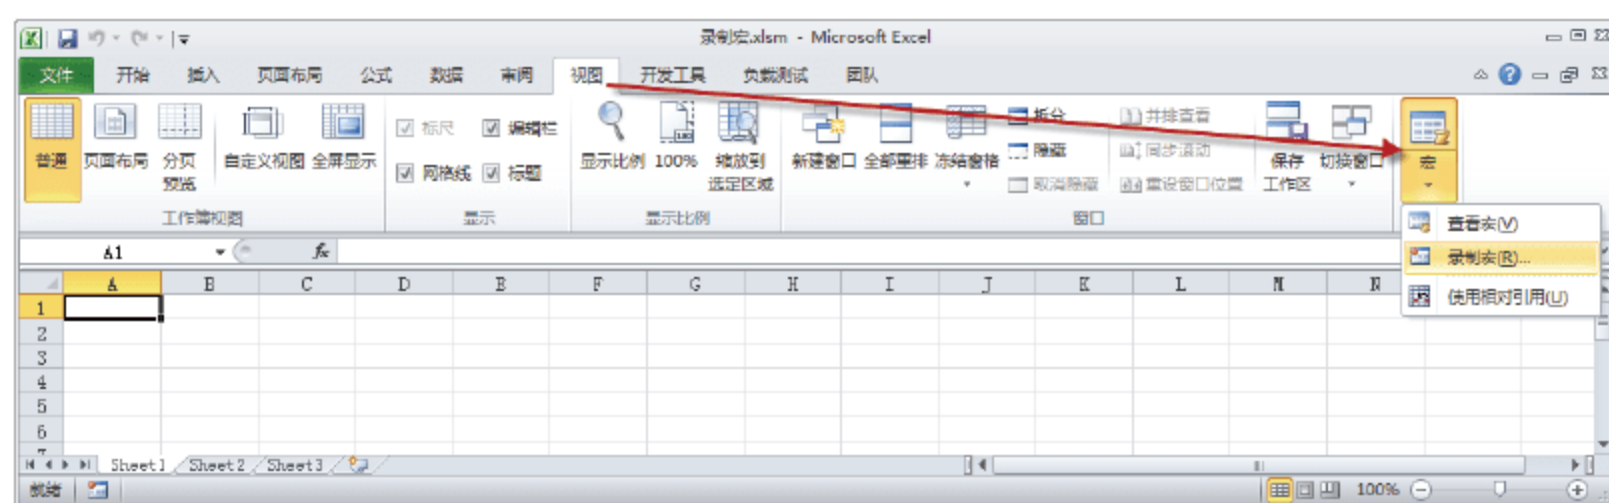 录制宏.xlsm - Microsoft Excel
文件 开始 插入 页面布局 公式 数据 审阅 视图 开发工具 负载测试 团队
普通 页面布局 分页预览 自定义视图 全屏显示
工作簿视图
标尺 编辑栏
网格线 标题
显示
显示比例 100% 缩放到选定区域
显示比例
新建窗口 全部重排 冻结窗格
拆分 并排查看
隐藏 同步滚动
取消隐藏 重设窗口位置
保存工作区 切换窗口
窗口
宏
查看宏(V)
录制宏(R)...
使用相对引用(U)
A1 fx
A B C D E F G H I J K L M N
1
2
3
4
5
6
7
Sheet1 Sheet2 Sheet3
就绪 100%